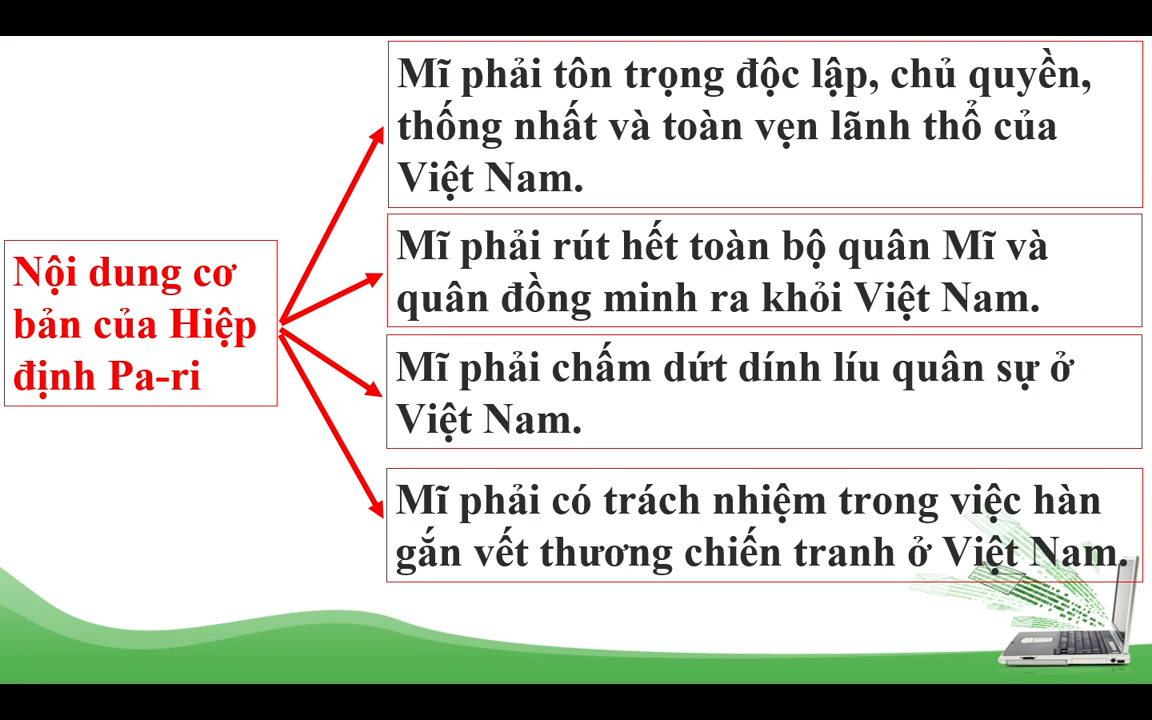 Mĩ phải tôn trọng độc lập, chủ quyền,
thống nhất và toàn vẹn lãnh thổ của
Việt Nam.
Mĩ phải rút hết toàn bộ quân Mĩ và
quân đồng minh ra khỏi Việt Nam.
Nội dung cơ
bản của Hiệp
định Pa-ri
Mĩ phải chấm dứt dính líu quân sự ở
Việt Nam.
Mĩ phải có trách nhiệm trong việc hàn
gắn vết thương chiến tranh ở Việt Nam.